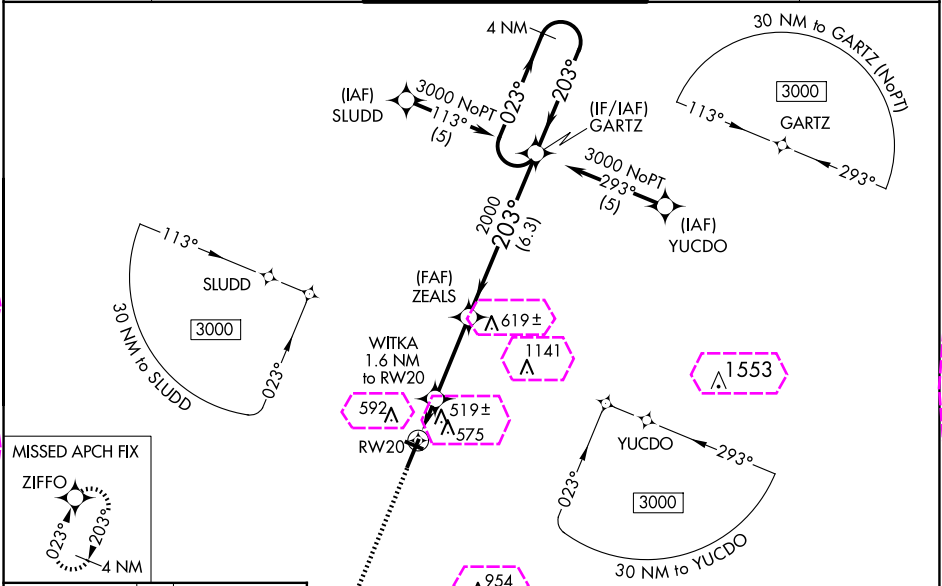 4 NM
023°
203°
(IAF)
SLUDD
3000 NoPT
113°
(5)
(IF/IAF)
GARTZ
3000 NoPT
293°
(5)
(IAF)
YUCDO
30 NM to GARTZ (NoPT)
3000
GARTZ
113°
293°
2000
203°
(6.3)
113°
SLUDD
3000
023°
30 NM to SLUDD
(FAF)
ZEALS
619±
1141
1553
WITKA
1.6 NM
to RW20
592
519±
575
RW20
YUCDO
293°
023°
3000
30 NM to YUCDO
MISSED APCH FIX
ZIFFO
023°
203°
4 NM
954